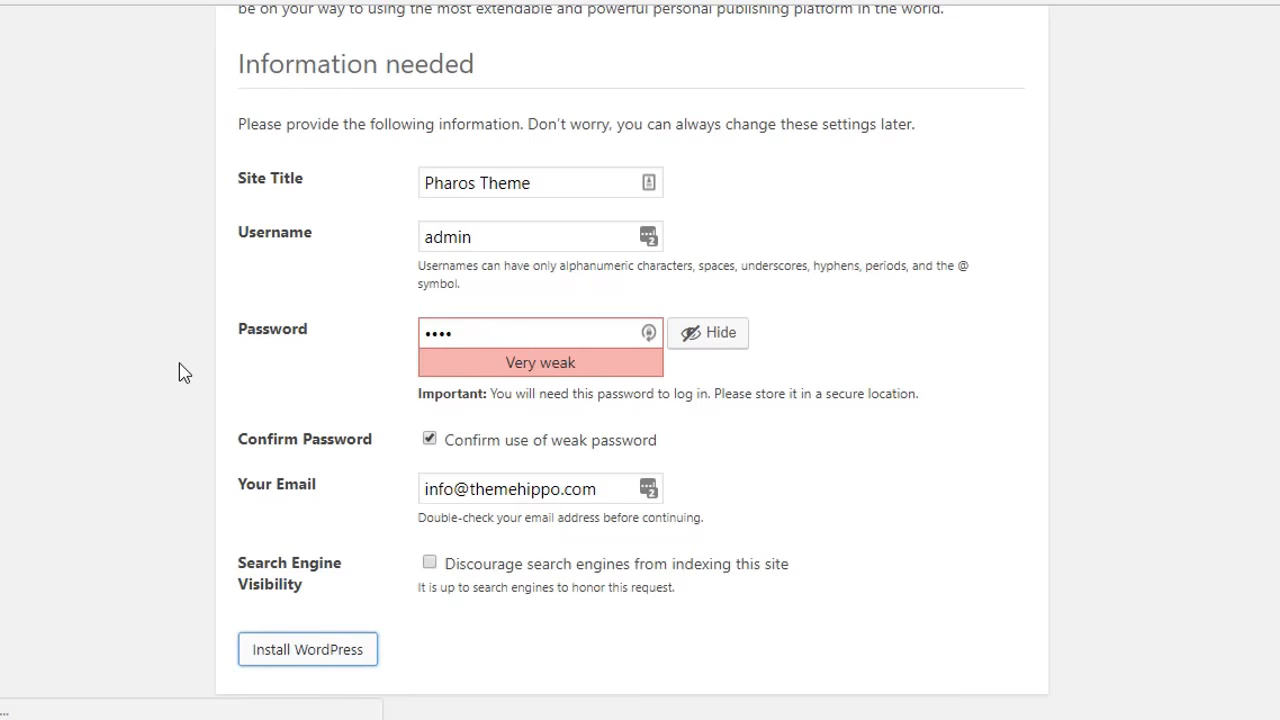 be on your way to using the most extendable and powerful personal publishing platform in the world.
Information needed
Please provide the following information. Don't worry, you can always change these settings later.
Site Title
Pharos Theme
Username
admin
2
Usernames can have only alphanumeric characters, spaces, underscores, hyphens, periods, and the @
symbol.
Password
••••
Hide
Very weak
Important: You will need this password to log in. Please store it in a secure location.
Confirm Password
Confirm use of weak password
Your Email
info@themehippo.com
2
Double-check your email address before continuing.
Search Engine
Visibility
Discourage search engines from indexing this site
It is up to search engines to honor this request.
Install WordPress
...